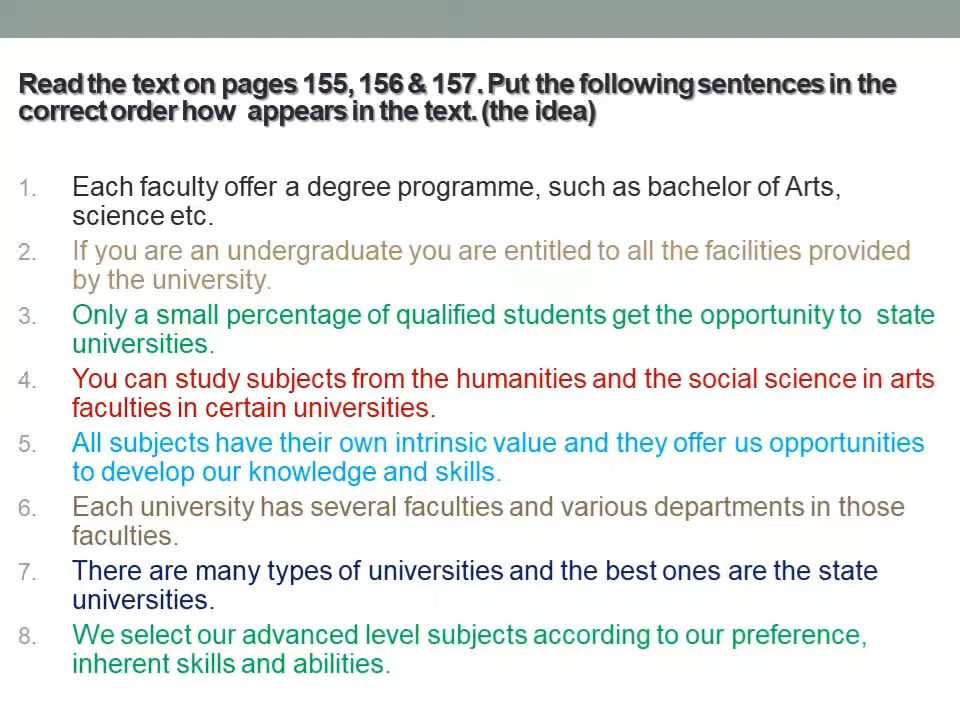 Read the text on pages 155, 156 & 157. Put the following sentences in the
correct order how appears in the text. (the idea)
1. Each faculty offer a degree programme, such as bachelor of Arts,
science etc.
2. If you are an undergraduate you are entitled to all the facilities provided
by the university.
3. Only a small percentage of qualified students get the opportunity to state
universities.
4. You can study subjects from the humanities and the social science in arts
faculties in certain universities.
5. All subjects have their own intrinsic value and they offer us opportunities
to develop our knowledge and skills.
6. Each university has several faculties and various departments in those
faculties.
7. There are many types of universities and the best ones are the state
universities.
8. We select our advanced level subjects according to our preference,
inherent skills and abilities.